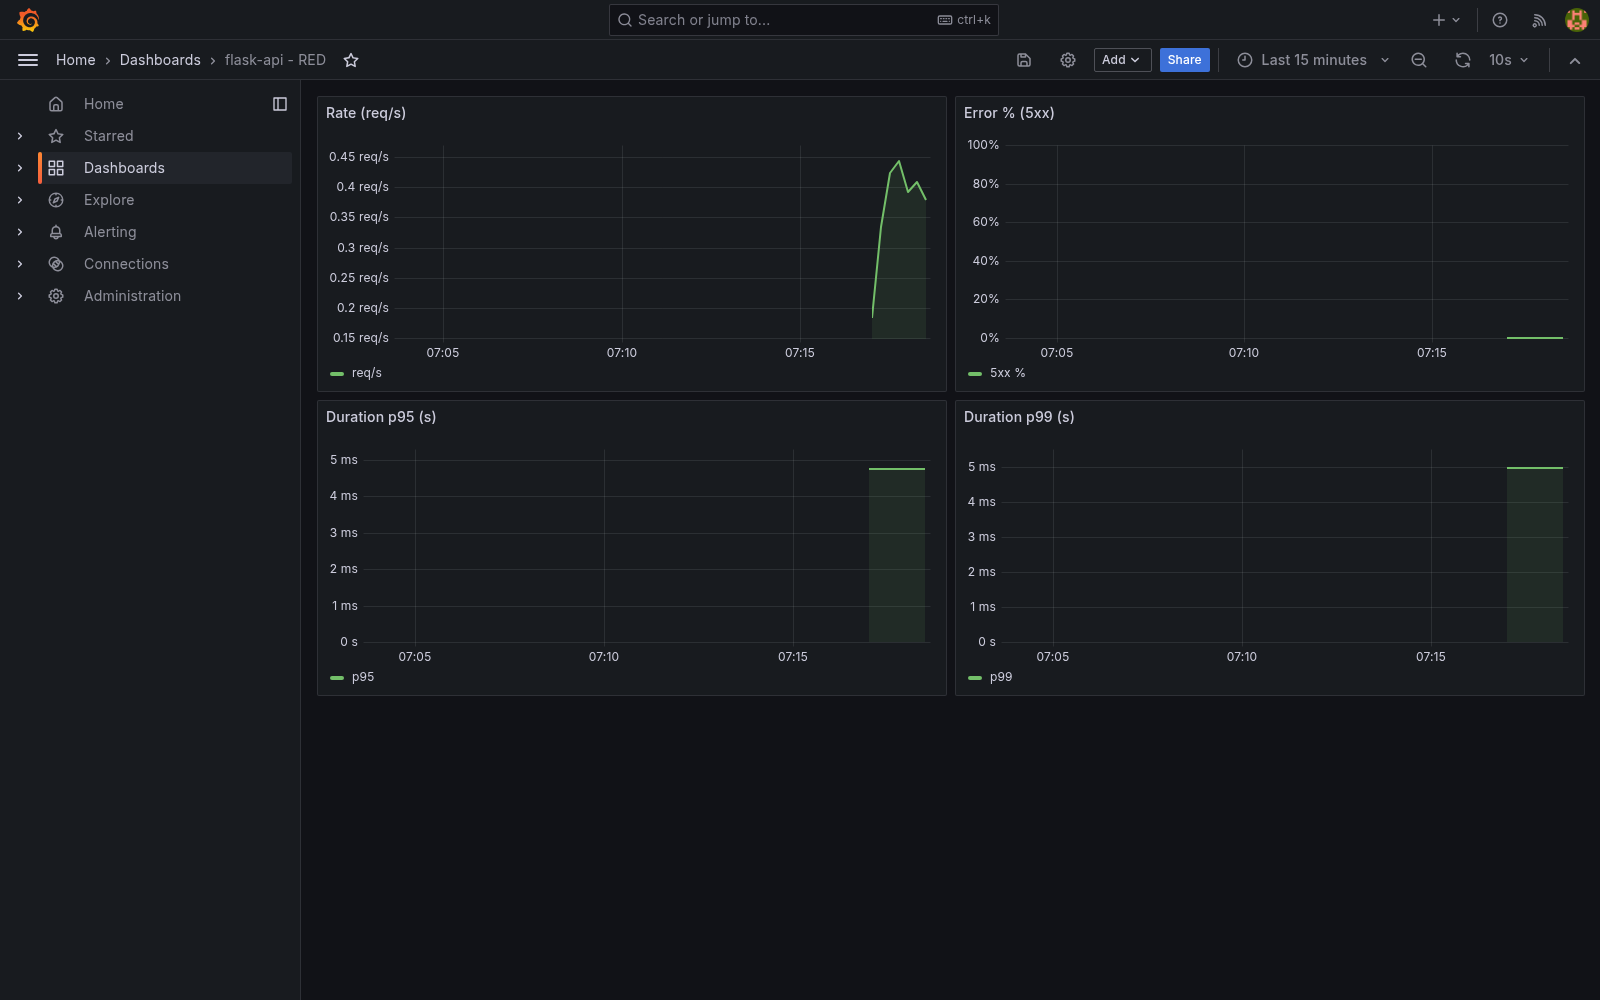 Search or jump to... ctrl+k
Home › Dashboards › flask-api - RED Add Share Last 15 minutes 10s
Home
Starred
Dashboards
Explore
Alerting
Connections
Administration
Rate (req/s)
0.45 req/s
0.4 req/s
0.35 req/s
0.3 req/s
0.25 req/s
0.2 req/s
0.15 req/s
07:05 07:10 07:15
req/s
Error % (5xx)
100%
80%
60%
40%
20%
0%
07:05 07:10 07:15
5xx %
Duration p95 (s)
5 ms
4 ms
3 ms
2 ms
1 ms
0 s
07:05 07:10 07:15
p95
Duration p99 (s)
5 ms
4 ms
3 ms
2 ms
1 ms
0 s
07:05 07:10 07:15
p99